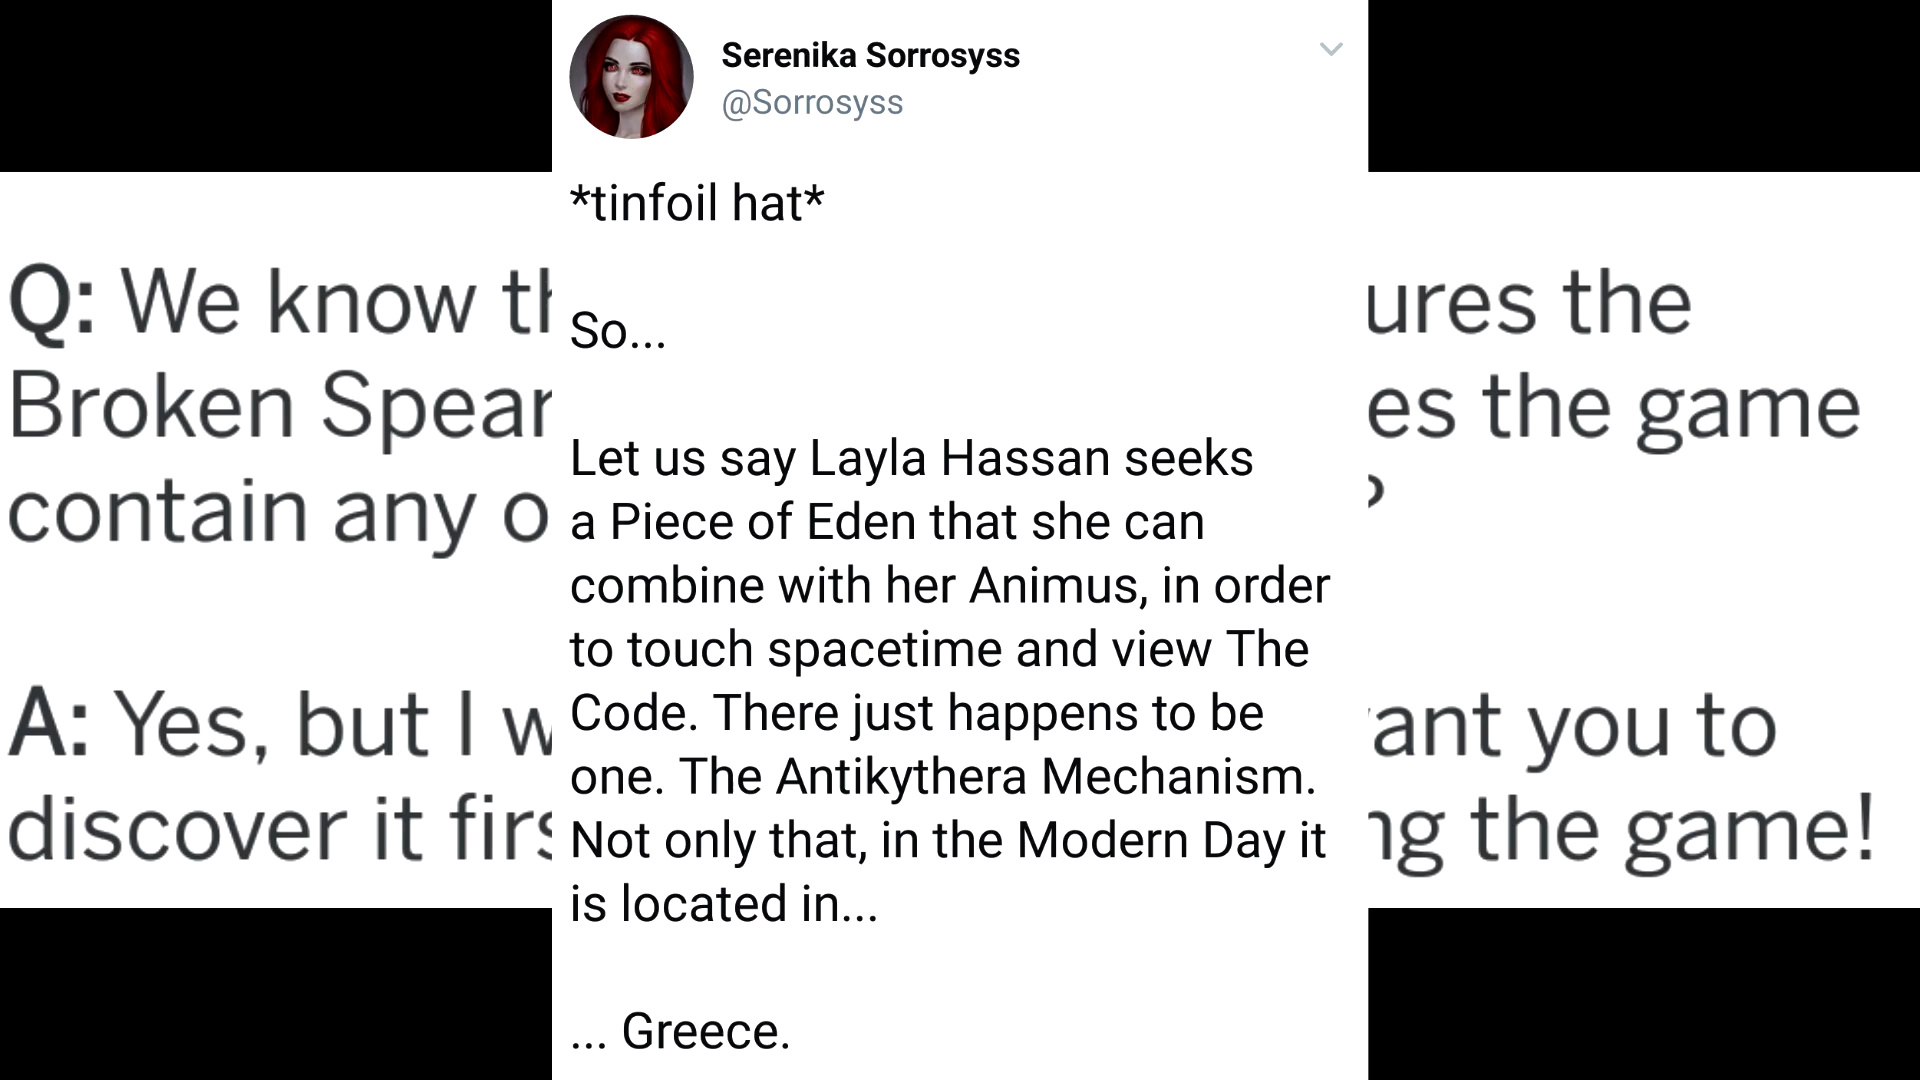 Serenika Sorrosyss
@Sorrosyss
*tinfoil hat*
So...
Let us say Layla Hassan seeks
a Piece of Eden that she can
combine with her Animus, in order
to touch spacetime and view The
Code. There just happens to be
one. The Antikythera Mechanism.
Not only that, in the Modern Day it
is located in...
... Greece.
Q: We know ures the
Broken Spear es the game
contain any ?
A: Yes, but I ant you to
discover it ng the game!